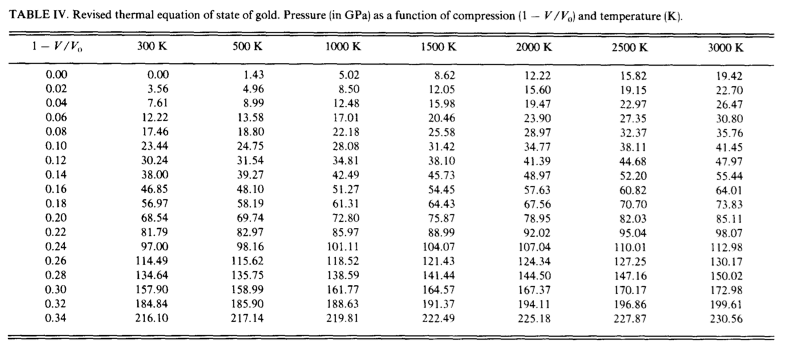 TABLE IV. Revised thermal equation of state of gold. Pressure (in GPa) as a function of compression (1 − V/V₀) and temperature (K).
1 − V/V₀ 300 K 500 K 1000 K 1500 K 2000 K 2500 K 3000 K
0.00 0.00 1.43 5.02 8.62 12.22 15.82 19.42
0.02 3.56 4.96 8.50 12.05 15.60 19.15 22.70
0.04 7.61 8.99 12.48 15.98 19.47 22.97 26.47
0.06 12.22 13.58 17.01 20.46 23.90 27.35 30.80
0.08 17.46 18.80 22.18 25.58 28.97 32.37 35.76
0.10 23.44 24.75 28.08 31.42 34.77 38.11 41.45
0.12 30.24 31.54 34.81 38.10 41.39 44.68 47.97
0.14 38.00 39.27 42.49 45.73 48.97 52.20 55.44
0.16 46.85 48.10 51.27 54.45 57.63 60.82 64.01
0.18 56.97 58.19 61.31 64.43 67.56 70.70 73.83
0.20 68.54 69.74 72.80 75.87 78.95 82.03 85.11
0.22 81.79 82.97 85.97 88.99 92.02 95.04 98.07
0.24 97.00 98.16 101.11 104.07 107.04 110.01 112.98
0.26 114.49 115.62 118.52 121.43 124.34 127.25 130.17
0.28 134.64 135.75 138.59 141.44 144.50 147.16 150.02
0.30 157.90 158.99 161.77 164.57 167.37 170.17 172.98
0.32 184.84 185.90 188.63 191.37 194.11 196.86 199.61
0.34 216.10 217.14 219.81 222.49 225.18 227.87 230.56